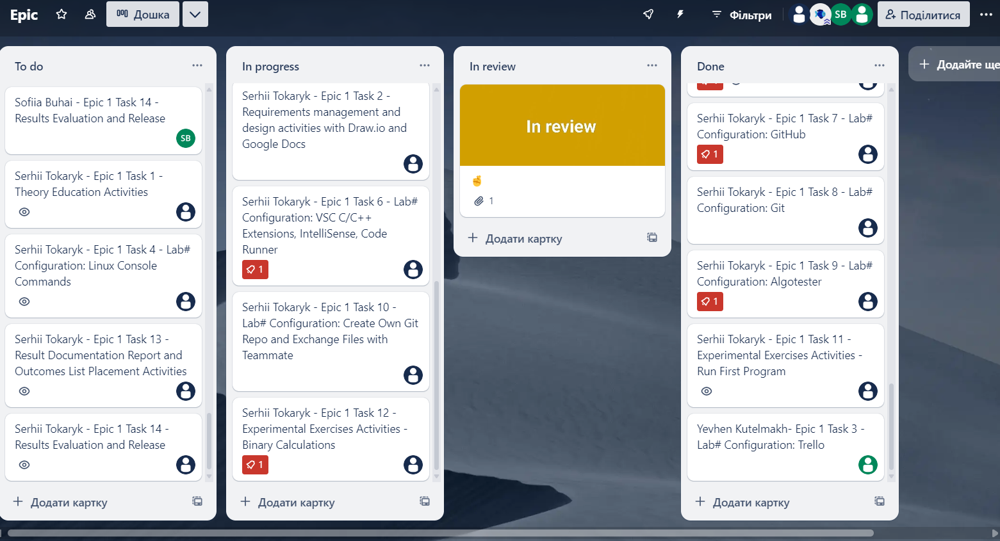 Epic
Дошка
Фільтри
SB
Поділитися
To do
Sofiia Buhai - Epic 1 Task 14 -
Results Evaluation and Release
SB
Serhii Tokaryk - Epic 1 Task 1 -
Theory Education Activities
Serhii Tokaryk - Epic 1 Task 4 - Lab#
Configuration: Linux Console
Commands
Serhii Tokaryk - Epic 1 Task 13 -
Result Documentation Report and
Outcomes List Placement Activities
Serhii Tokaryk - Epic 1 Task 14 -
Results Evaluation and Release
Додати картку
In progress
Serhii Tokaryk - Epic 1 Task 2 -
Requirements management and
design activities with Draw.io and
Google Docs
Serhii Tokaryk - Epic 1 Task 6 - Lab#
Configuration: VSC C/C++
Extensions, IntelliSense, Code
Runner
1
Serhii Tokaryk - Epic 1 Task 10 -
Lab# Configuration: Create Own Git
Repo and Exchange Files with
Teammate
Serhii Tokaryk - Epic 1 Task 12 -
Experimental Exercises Activities -
Binary Calculations
1
Додати картку
In review
In review
1
Додати картку
Done
Serhii Tokaryk - Epic 1 Task 7 - Lab#
Configuration: GitHub
1
Serhii Tokaryk - Epic 1 Task 8 - Lab#
Configuration: Git
Serhii Tokaryk - Epic 1 Task 9 - Lab#
Configuration: Algotester
1
Serhii Tokaryk - Epic 1 Task 11 -
Experimental Exercises Activities -
Run First Program
Yevhen Kutelmakh- Epic 1 Task 3 -
Lab# Configuration: Trello
Додати картку
Додайте ще